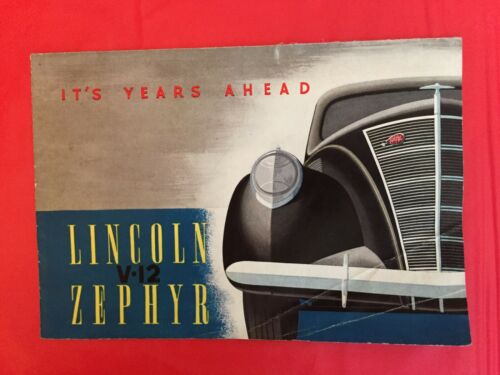 IT'S YEARS AHEAD
LINCOLN
V·12
ZEPHYR